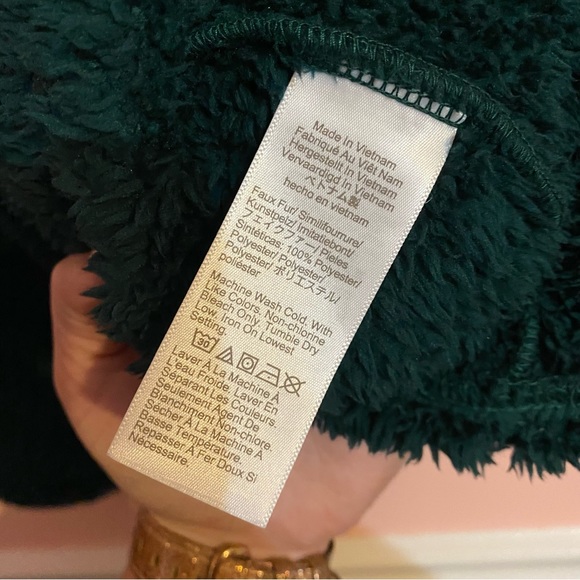 Made In Vietnam
Fabriqué Au Viêt Nam
Hergestellt In Vietnam
Vervaardigd In Vietnam
ベトナム製
hecho en vietnam
Faux Fur/ Similifourrure/
Kunstpelz/ Imitatiebont/
フェイクファー/ Pieles
Sintéticas: 100% Polyester/
Polyester/ Polyester/
Polyester/ ポリエステル/
poliéster
Machine Wash Cold. With
Like Colors. Non-chlorine
Bleach Only. Tumble Dry
Low. Iron On Lowest
Setting.
30
Laver À La Machine À
L'eau Froide. Laver En
Séparant Les Couleurs.
Seulement Agent De
Blanchiment Non-chlore.
Sécher À La Machine À
Basse Température.
Repasser À Fer Doux Si
Nécessaire.